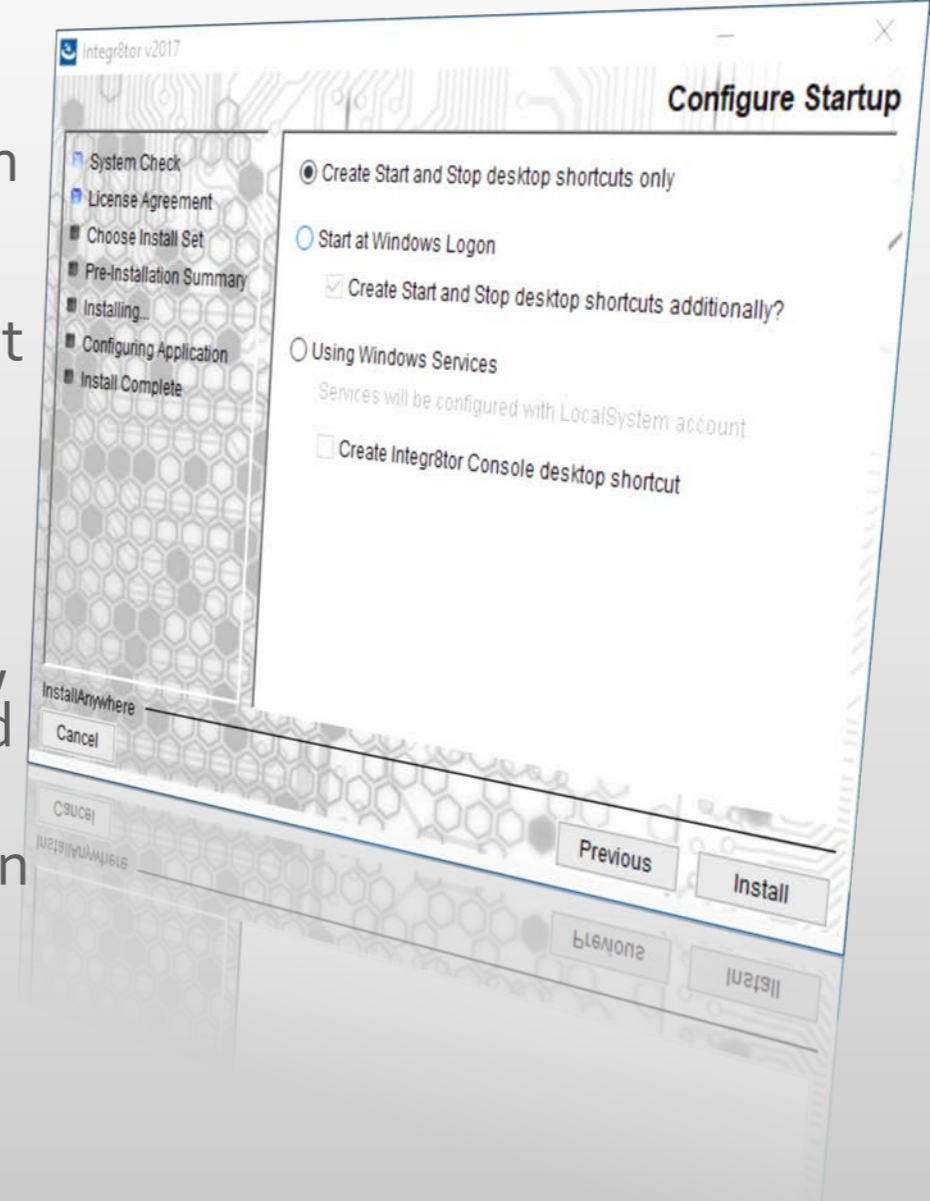 Integr8tor v2017
Configure Startup
System Check
License Agreement
Choose Install Set
Pre-Installation Summary
Installing...
Configuring Application
Install Complete
Create Start and Stop desktop shortcuts only
Start at Windows Logon
Create Start and Stop desktop shortcuts additionally?
Using Windows Services
Services will be configured with LocalSystem account.
Create Integr8tor Console desktop shortcut
InstallAnywhere
Cancel
Previous
Install